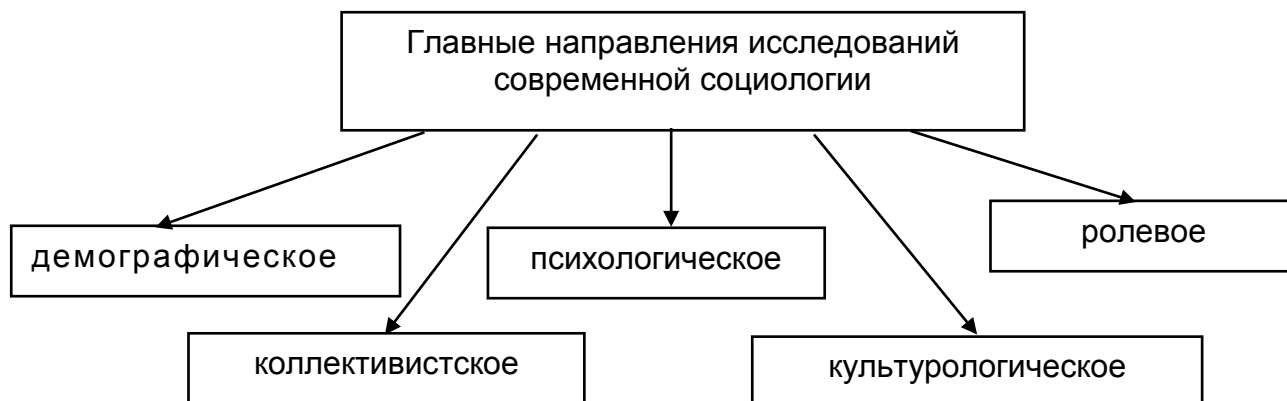 Главные направления исследований
современной социологии
демографическое
психологическое
ролевое
коллективистское
культурологическое